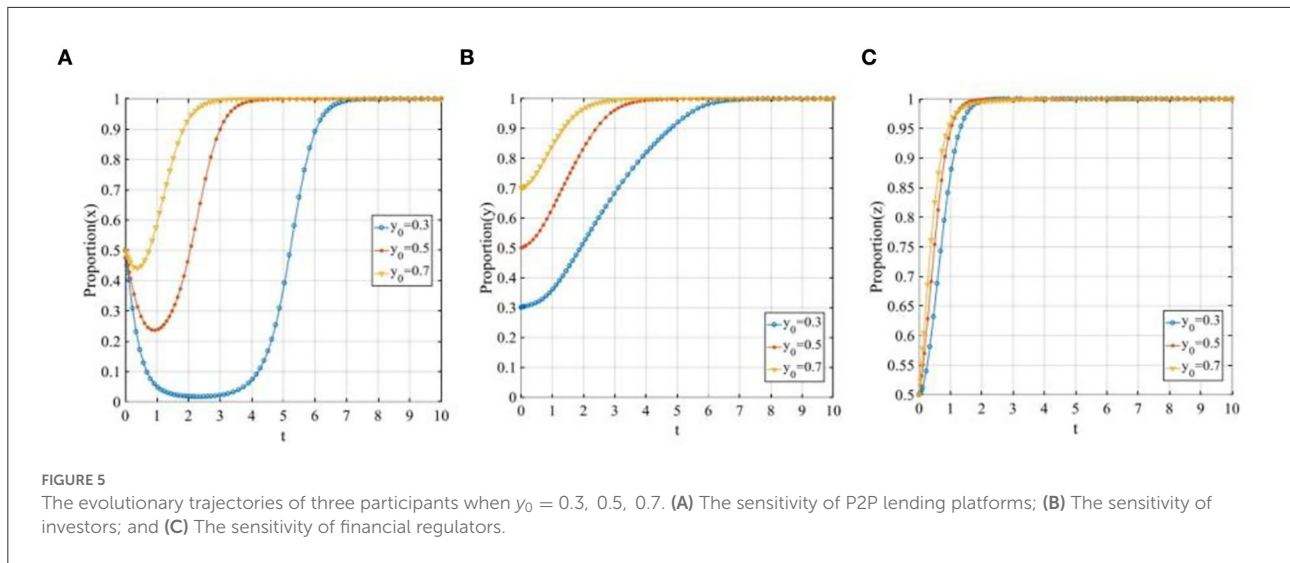 A
B
C
1
0.9
0.8
0.7
0.6
0.5
0.4
0.3
0.2
0.1
0
Proportion(x)
y₀=0.3
y₀=0.5
y₀=0.7
0 1 2 3 4 5 6 7 8 9 10
t
1
0.9
0.8
0.7
0.6
0.5
0.4
0.3
0.2
0.1
0
Proportion(y)
y₀=0.3
y₀=0.5
y₀=0.7
0 1 2 3 4 5 6 7 8 9 10
t
1
0.95
0.9
0.85
0.8
0.75
0.7
0.65
0.6
0.55
0.5
Proportion(z)
y₀=0.3
y₀=0.5
y₀=0.7
0 1 2 3 4 5 6 7 8 9 10
t
FIGURE 5
The evolutionary trajectories of three participants when y₀ = 0.3, 0.5, 0.7. (A) The sensitivity of P2P lending platforms; (B) The sensitivity of
investors; and (C) The sensitivity of financial regulators.